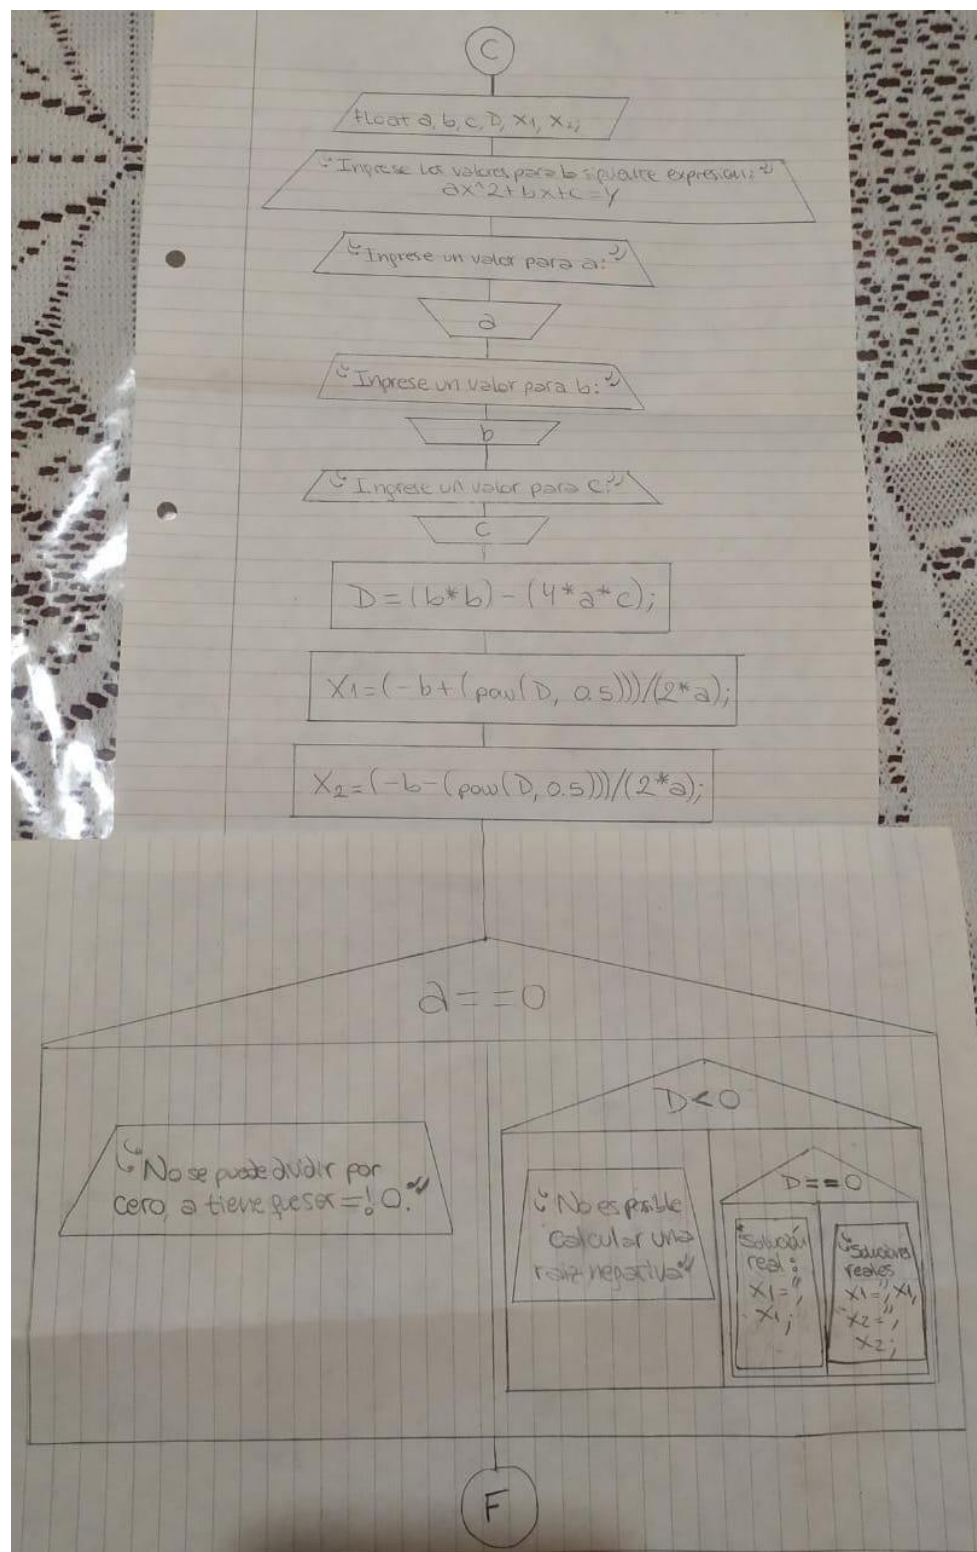 C
float a, b, c, D, X1, X2;
"Ingrese los valores para la siguiente expresion:"
ax^2+bx+c=y
"Ingrese un valor para a:"
a
"Ingrese un valor para b:"
b
"Ingrese un valor para c:"
c
D=(b*b)-(4*a*c);
X1=(-b+(pow(D, 0.5)))/(2*a);
X2=(-b-(pow(D, 0.5)))/(2*a);
a==0
"No se puede dividir por
cero, a tiene que ser =! 0."
D<0
"No es posible
calcular una
raiz negativa"
D==0
"Solución
real:
X1=",
X1;
"Soluciones
reales
X1=", X1,
"X2=",
X2;
F